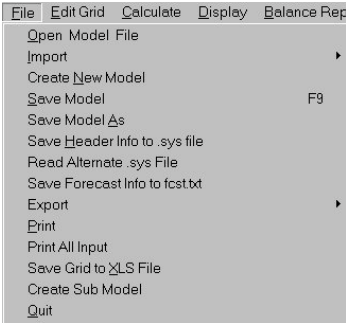 File Edit Grid Calculate Display Balance Rep
Open Model File
Import
Create New Model
Save Model F9
Save Model As
Save Header Info to .sys file
Read Alternate .sys File
Save Forecast Info to fcst.txt
Export
Print
Print All Input
Save Grid to XLS File
Create Sub Model
Quit